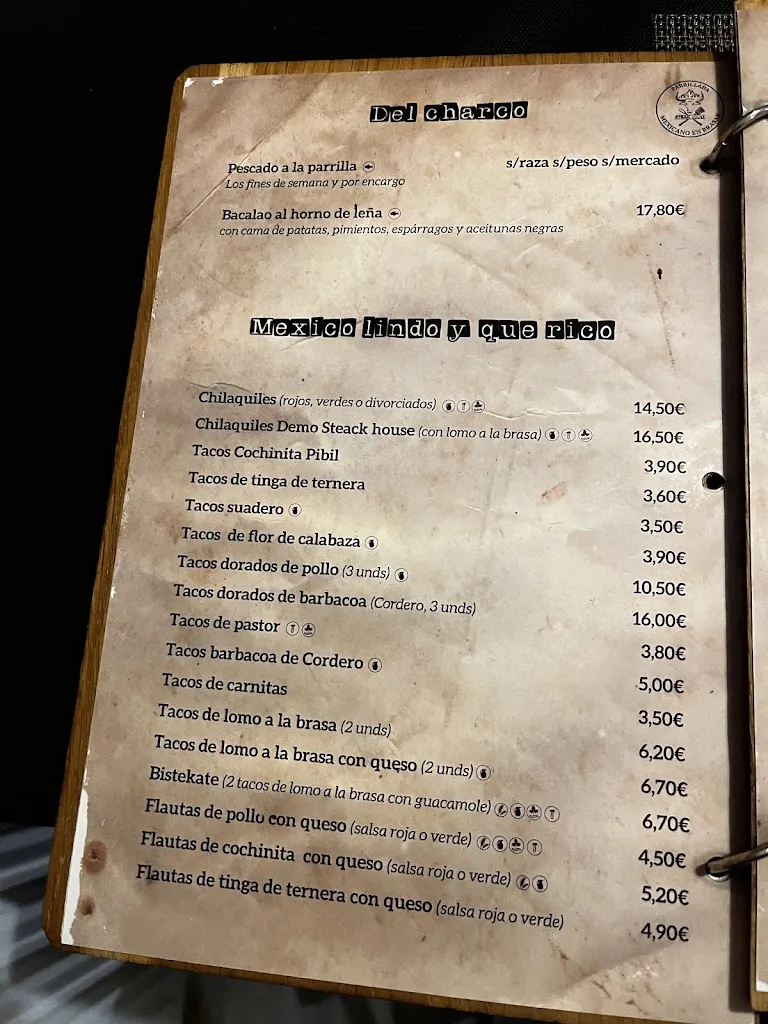 Del charco
PARRILLADA
STEAK HOUSE
MEXICANO EN BRASAS
Pescado a la parrilla s/raza s/peso s/mercado
Los fines de semana y por encargo
Bacalao al horno de leña 17,80€
con cama de patatas, pimientos, espárragos y aceitunas negras
Mexico lindo y que rico
Chilaquiles (rojos, verdes o divorciados) 14,50€
Chilaquiles Demo Steack house (con lomo a la brasa) 16,50€
Tacos Cochinita Pibil 3,90€
Tacos de tinga de ternera 3,60€
Tacos suadero 3,50€
Tacos de flor de calabaza 3,90€
Tacos dorados de pollo (3 unds) 10,50€
Tacos dorados de barbacoa (Cordero, 3 unds) 16,00€
Tacos de pastor 3,80€
Tacos barbacoa de Cordero 5,00€
Tacos de carnitas 3,50€
Tacos de lomo a la brasa (2 unds) 6,20€
Tacos de lomo a la brasa con queso (2 unds) 6,70€
Bistekate (2 tacos de lomo a la brasa con guacamole) 6,70€
Flautas de pollo con queso (salsa roja o verde) 4,50€
Flautas de cochinita con queso (salsa roja o verde) 5,20€
Flautas de tinga de ternera con queso (salsa roja o verde) 4,90€